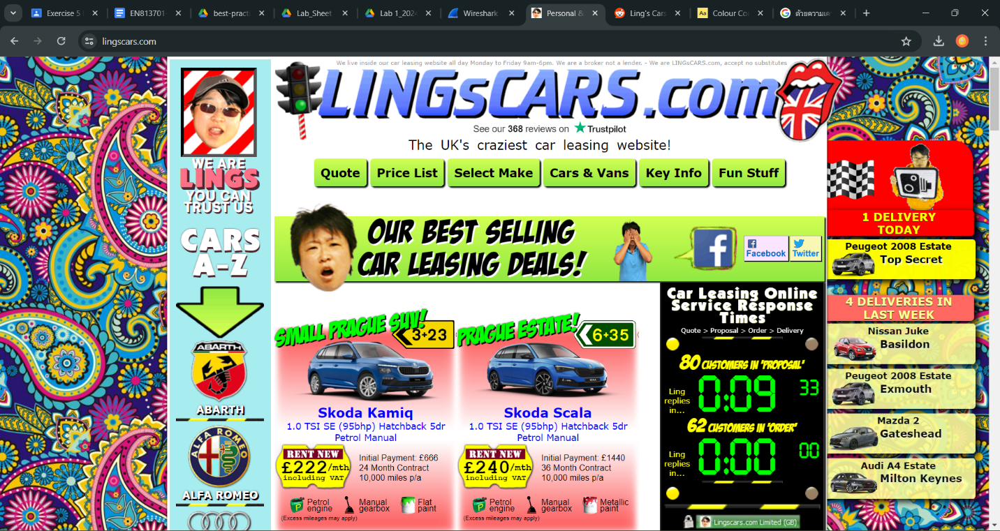 Exercise 5
EN813701-
best-pract
Lab_Sheet
Lab 1_2024
Wireshark
Personal &
Ling's Cars
Colour Co
ด้วยความเค
lingscars.com
We live inside our car leasing website all day Monday to Friday 9am-6pm. We are a broker not a lender. - We are LINGsCARS.com, accept no substitutes
LINGsCARS.com
See our 368 reviews on Trustpilot
The UK's craziest car leasing website!
Quote
Price List
Select Make
Cars & Vans
Key Info
Fun Stuff
WE ARE
LINGS
YOU CAN
TRUST US
CARS
A-Z
ABARTH
ABARTH
ALFA ROMEO
ALFA ROMEO
OUR BEST SELLING
CAR LEASING DEALS!
f
Facebook
Twitter
SMALL PRAGUE SUV!
3+23
Skoda Kamiq
1.0 TSI SE (95bhp) Hatchback 5dr
Petrol Manual
RENT NEW
£222/mth
including VAT
Initial Payment: £666
24 Month Contract
10,000 miles p/a
Petrol
engine
Manual
gearbox
Flat
paint
(Excess mileages may apply)
PRAGUE ESTATE!
6+35
Skoda Scala
1.0 TSI SE (95bhp) Hatchback 5dr
Petrol Manual
RENT NEW
£240/mth
including VAT
Initial Payment: £1440
36 Month Contract
10,000 miles p/a
Petrol
engine
Manual
gearbox
Metallic
paint
(Excess mileages may apply)
Car Leasing Online
Service Response
Times
Quote > Proposal > Order > Delivery
80 CUSTOMERS IN 'PROPOSAL'
Ling
replies
in...
0:09 33
62 CUSTOMERS IN 'ORDER'
Ling
replies
in...
0:00 00
Lingscars.com Limited (GB)
1 DELIVERY
TODAY
Peugeot 2008 Estate
Top Secret
4 DELIVERIES IN
LAST WEEK
Nissan Juke
Basildon
Peugeot 2008 Estate
Exmouth
Mazda 2
Gateshead
Audi A4 Estate
Milton Keynes